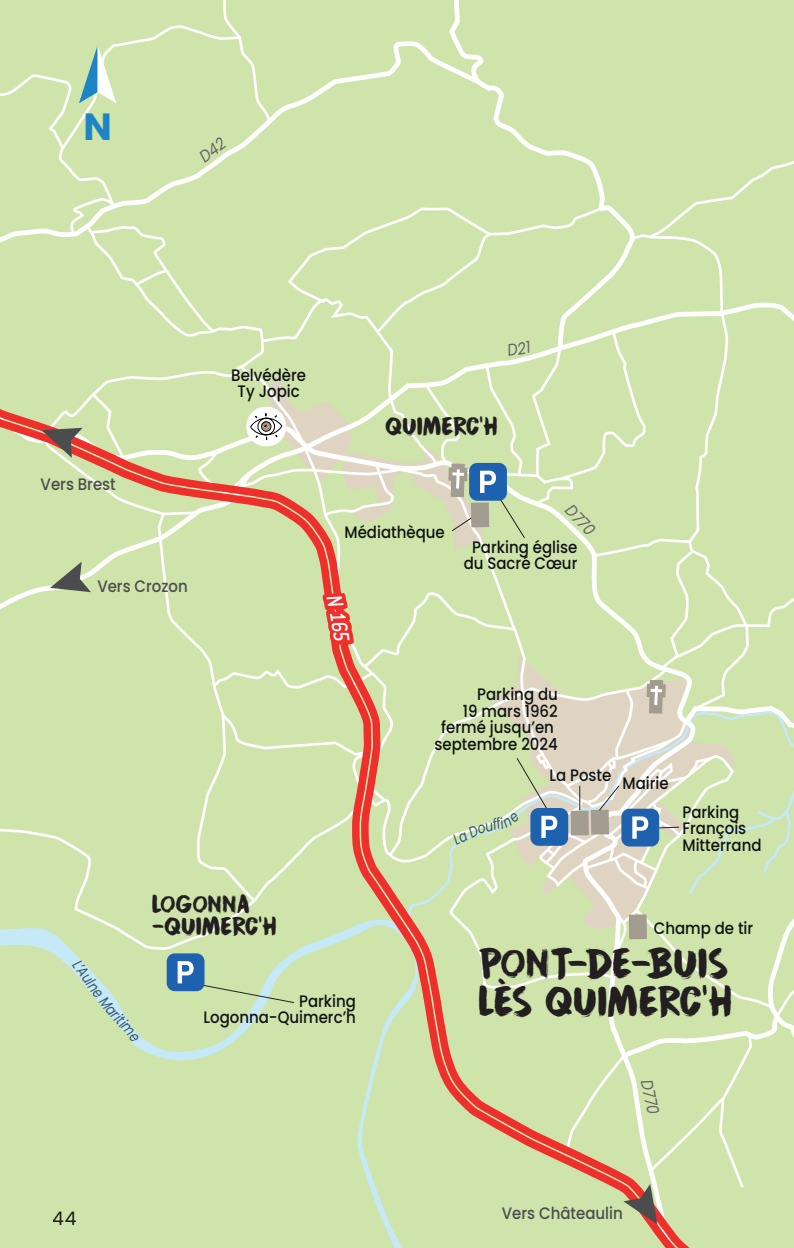 N
D42
D21
Belvédère
Ty Jopic
QUIMERC'H
P
Vers Brest
Médiathèque
Parking église
du Sacré Cœur
D770
Vers Crozon
N 165
Parking du
19 mars 1962
fermé jusqu'en
septembre 2024
La Poste
Mairie
P
P
Parking
François
Mitterrand
La Douffine
LOGONNA
-QUIMERC'H
Champ de tir
P
PONT-DE-BUIS
LÈS QUIMERC'H
L'Aulne Maritime
Parking
Logonna-Quimerc'h
D770
Vers Châteaulin
44